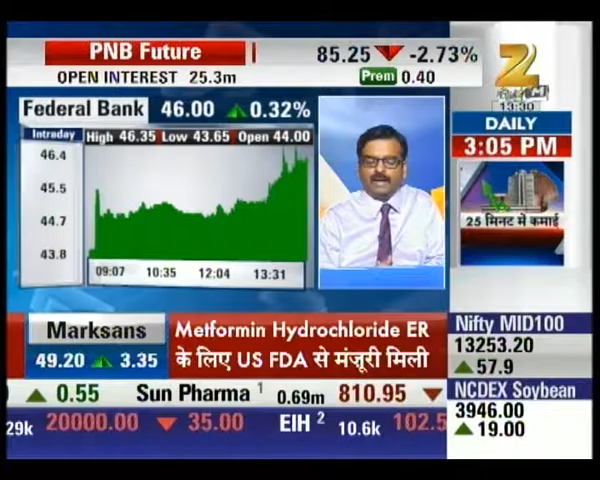 PNB Future
85.25 -2.73%
OPEN INTEREST 25.3m
Prem 0.40
13:30
Federal Bank 46.00 0.32%
Intraday High 46.35 Low 43.65 Open 44.00
46.4
45.5
44.7
43.8
09:07 10:35 12:04 13:31
DAILY
3:05 PM
25 मिनट में कमाई
Marksans
49.20 3.35
Metformin Hydrochloride ER
के लिए US FDA से मंजूरी मिली
Nifty MID100
13253.20
57.9
NCDEX Soybean
3946.00
19.00
0.55 Sun Pharma 1 0.69m 810.95
29k 20000.00 35.00 EIH 2 10.6k 102.5